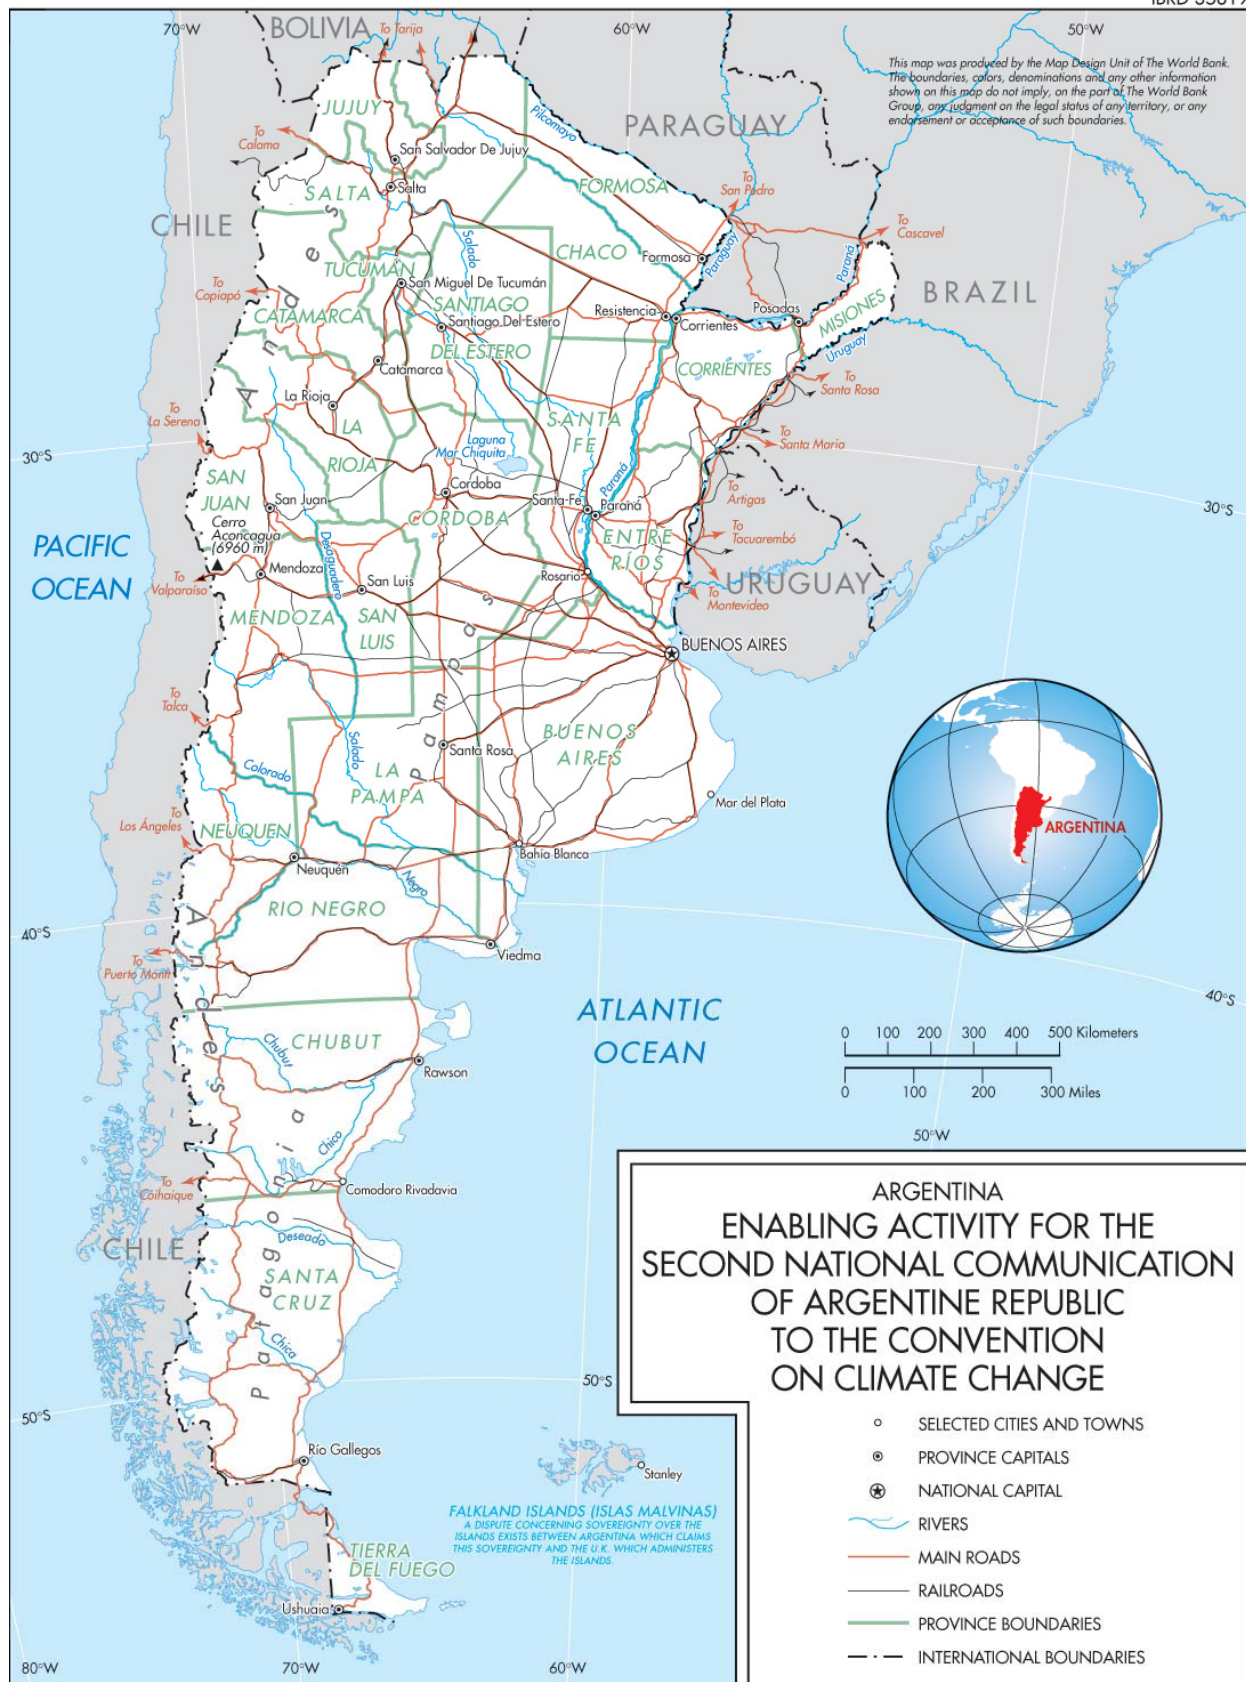 70°W
BOLIVIA
To Tarija
60°W
50°W
This map was produced by the Map Design Unit of The World Bank.
The boundaries, colors, denominations and any other information
shown on this map do not imply, on the part of The World Bank
Group, any judgment on the legal status of any territory, or any
endorsement or acceptance of such boundaries.
JUJUY
Pilcomayo
PARAGUAY
To
Calama
San Salvador De Jujuy
SALTA
Salta
FORMOSA
To
San Pedro
CHILE
To
Cascavel
Salado
CHACO
Formosa
Paraguay
Paraná
TUCUMÁN
San Miguel De Tucumán
To
Copiapó
BRAZIL
CATAMARCA
SANTIAGO
DEL ESTERO
Santiago Del Estero
Resistencia
Corrientes
Posadas
MISIONES
Uruguay
Catamarca
CORRIENTES
To
Santa Rosa
Andes
La Rioja
To
La Serena
LA
RIOJA
SANTA
FE
To
Santa Maria
Laguna
Mar Chiquita
30°S
SAN
JUAN
San Juan
Cordoba
Paraná
Santa-Fe
Paraná
To
Artigas
30°S
CORDOBA
Cerro
Aconcagua
(6960 m)
Desaguadero
ENTRE
RÍOS
To
Tacuarembó
PACIFIC
OCEAN
Mendoza
San Luis
Rosario
URUGUAY
To
Valparaíso
To
Montevideo
MENDOZA
SAN
LUIS
BUENOS AIRES
Pampas
To
Talca
Salado
Santa Rosa
BUENOS
AIRES
Colorado
LA
PAMPA
Mar del Plata
To
Los Ángeles
NEUQUEN
ARGENTINA
Neuquén
Bahía Blanca
Negro
RIO NEGRO
40°S
Viedma
To
Puerto Montt
Andes
40°S
ATLANTIC
OCEAN
CHUBUT
Chubut
Rawson
0 100 200 300 400 500 Kilometers
0 100 200 300 Miles
50°W
Chico
To
Coihaique
Comodoro Rivadavia
Patagonia
CHILE
Deseado
SANTA
CRUZ
Chica
50°S
50°S
Río Gallegos
Stanley
FALKLAND ISLANDS (ISLAS MALVINAS)
A DISPUTE CONCERNING SOVEREIGNTY OVER THE
ISLANDS EXISTS BETWEEN ARGENTINA WHICH CLAIMS
THIS SOVEREIGNTY AND THE U.K. WHICH ADMINISTERS
THE ISLANDS.
TIERRA
DEL FUEGO
Ushuaia
80°W
70°W
60°W
ARGENTINA
ENABLING ACTIVITY FOR THE
SECOND NATIONAL COMMUNICATION
OF ARGENTINE REPUBLIC
TO THE CONVENTION
ON CLIMATE CHANGE
SELECTED CITIES AND TOWNS
PROVINCE CAPITALS
NATIONAL CAPITAL
RIVERS
MAIN ROADS
RAILROADS
PROVINCE BOUNDARIES
INTERNATIONAL BOUNDARIES